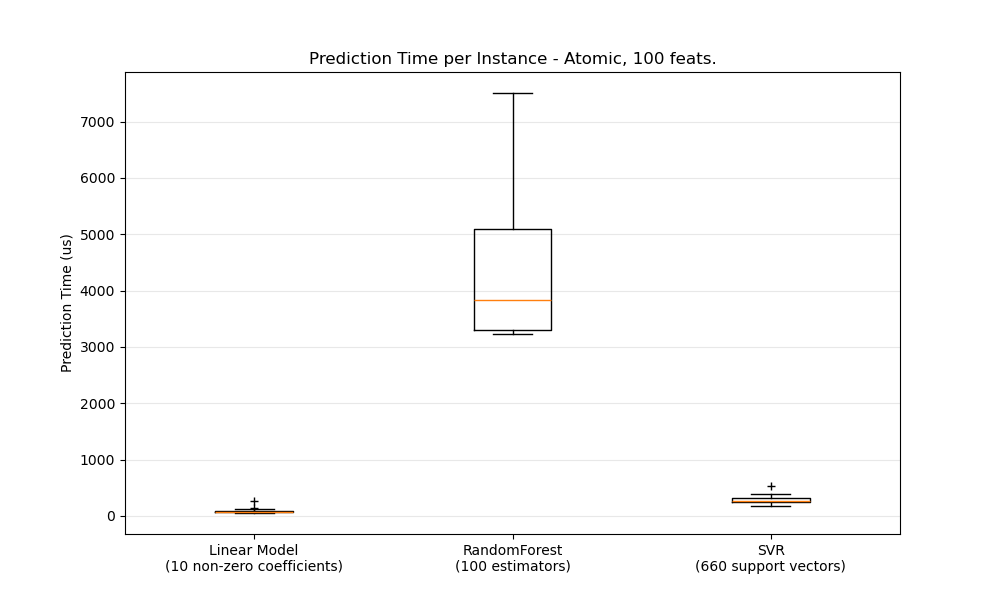 Prediction Time per Instance - Atomic, 100 feats.
Prediction Time (us)
7000
6000
5000
4000
3000
2000
1000
0
Linear Model
(10 non-zero coefficients)
RandomForest
(100 estimators)
SVR
(660 support vectors)